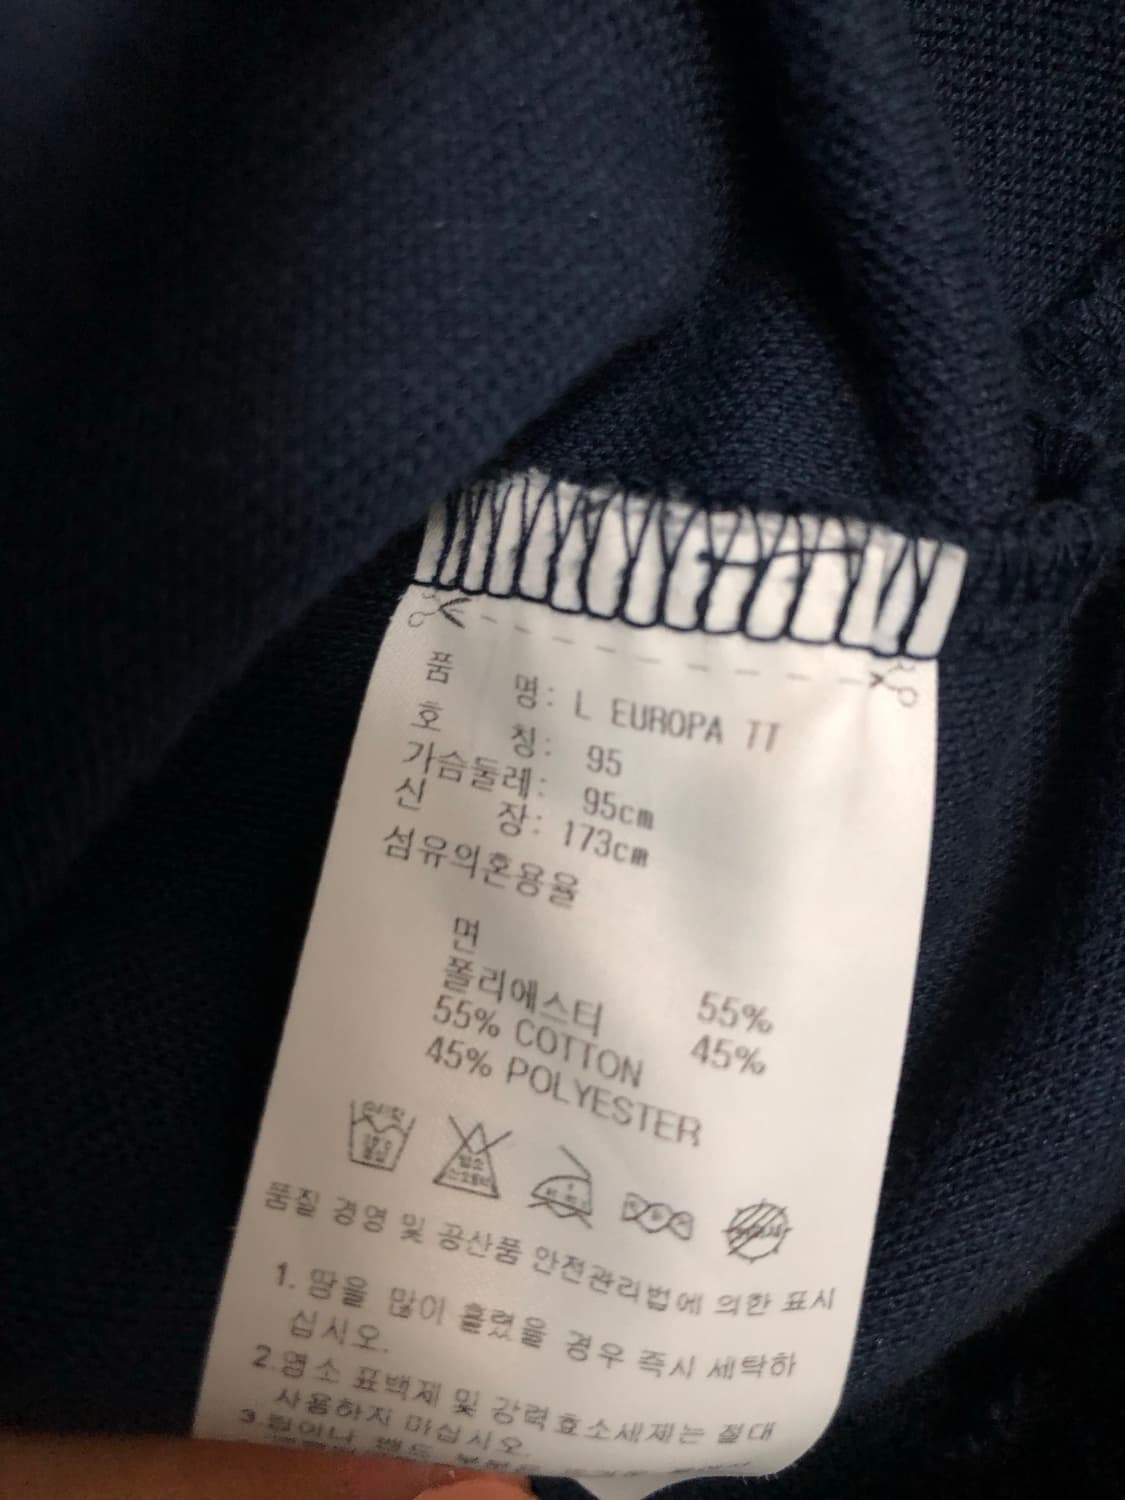 품 명: L EUROPA TT
호 칭: 95
가슴둘레: 95cm
신 장: 173cm
섬유의혼용율
면 55%
폴리에스터 45%
55% COTTON
45% POLYESTER
품질 경영 및 공산품 안전관리법에 의한 표시
1. 땀을 많이 흘렸을 경우 즉시 세탁하
십시오.
2. 염소 표백제 및 강력효소세제는 절대
사용하지 마십시오.
3